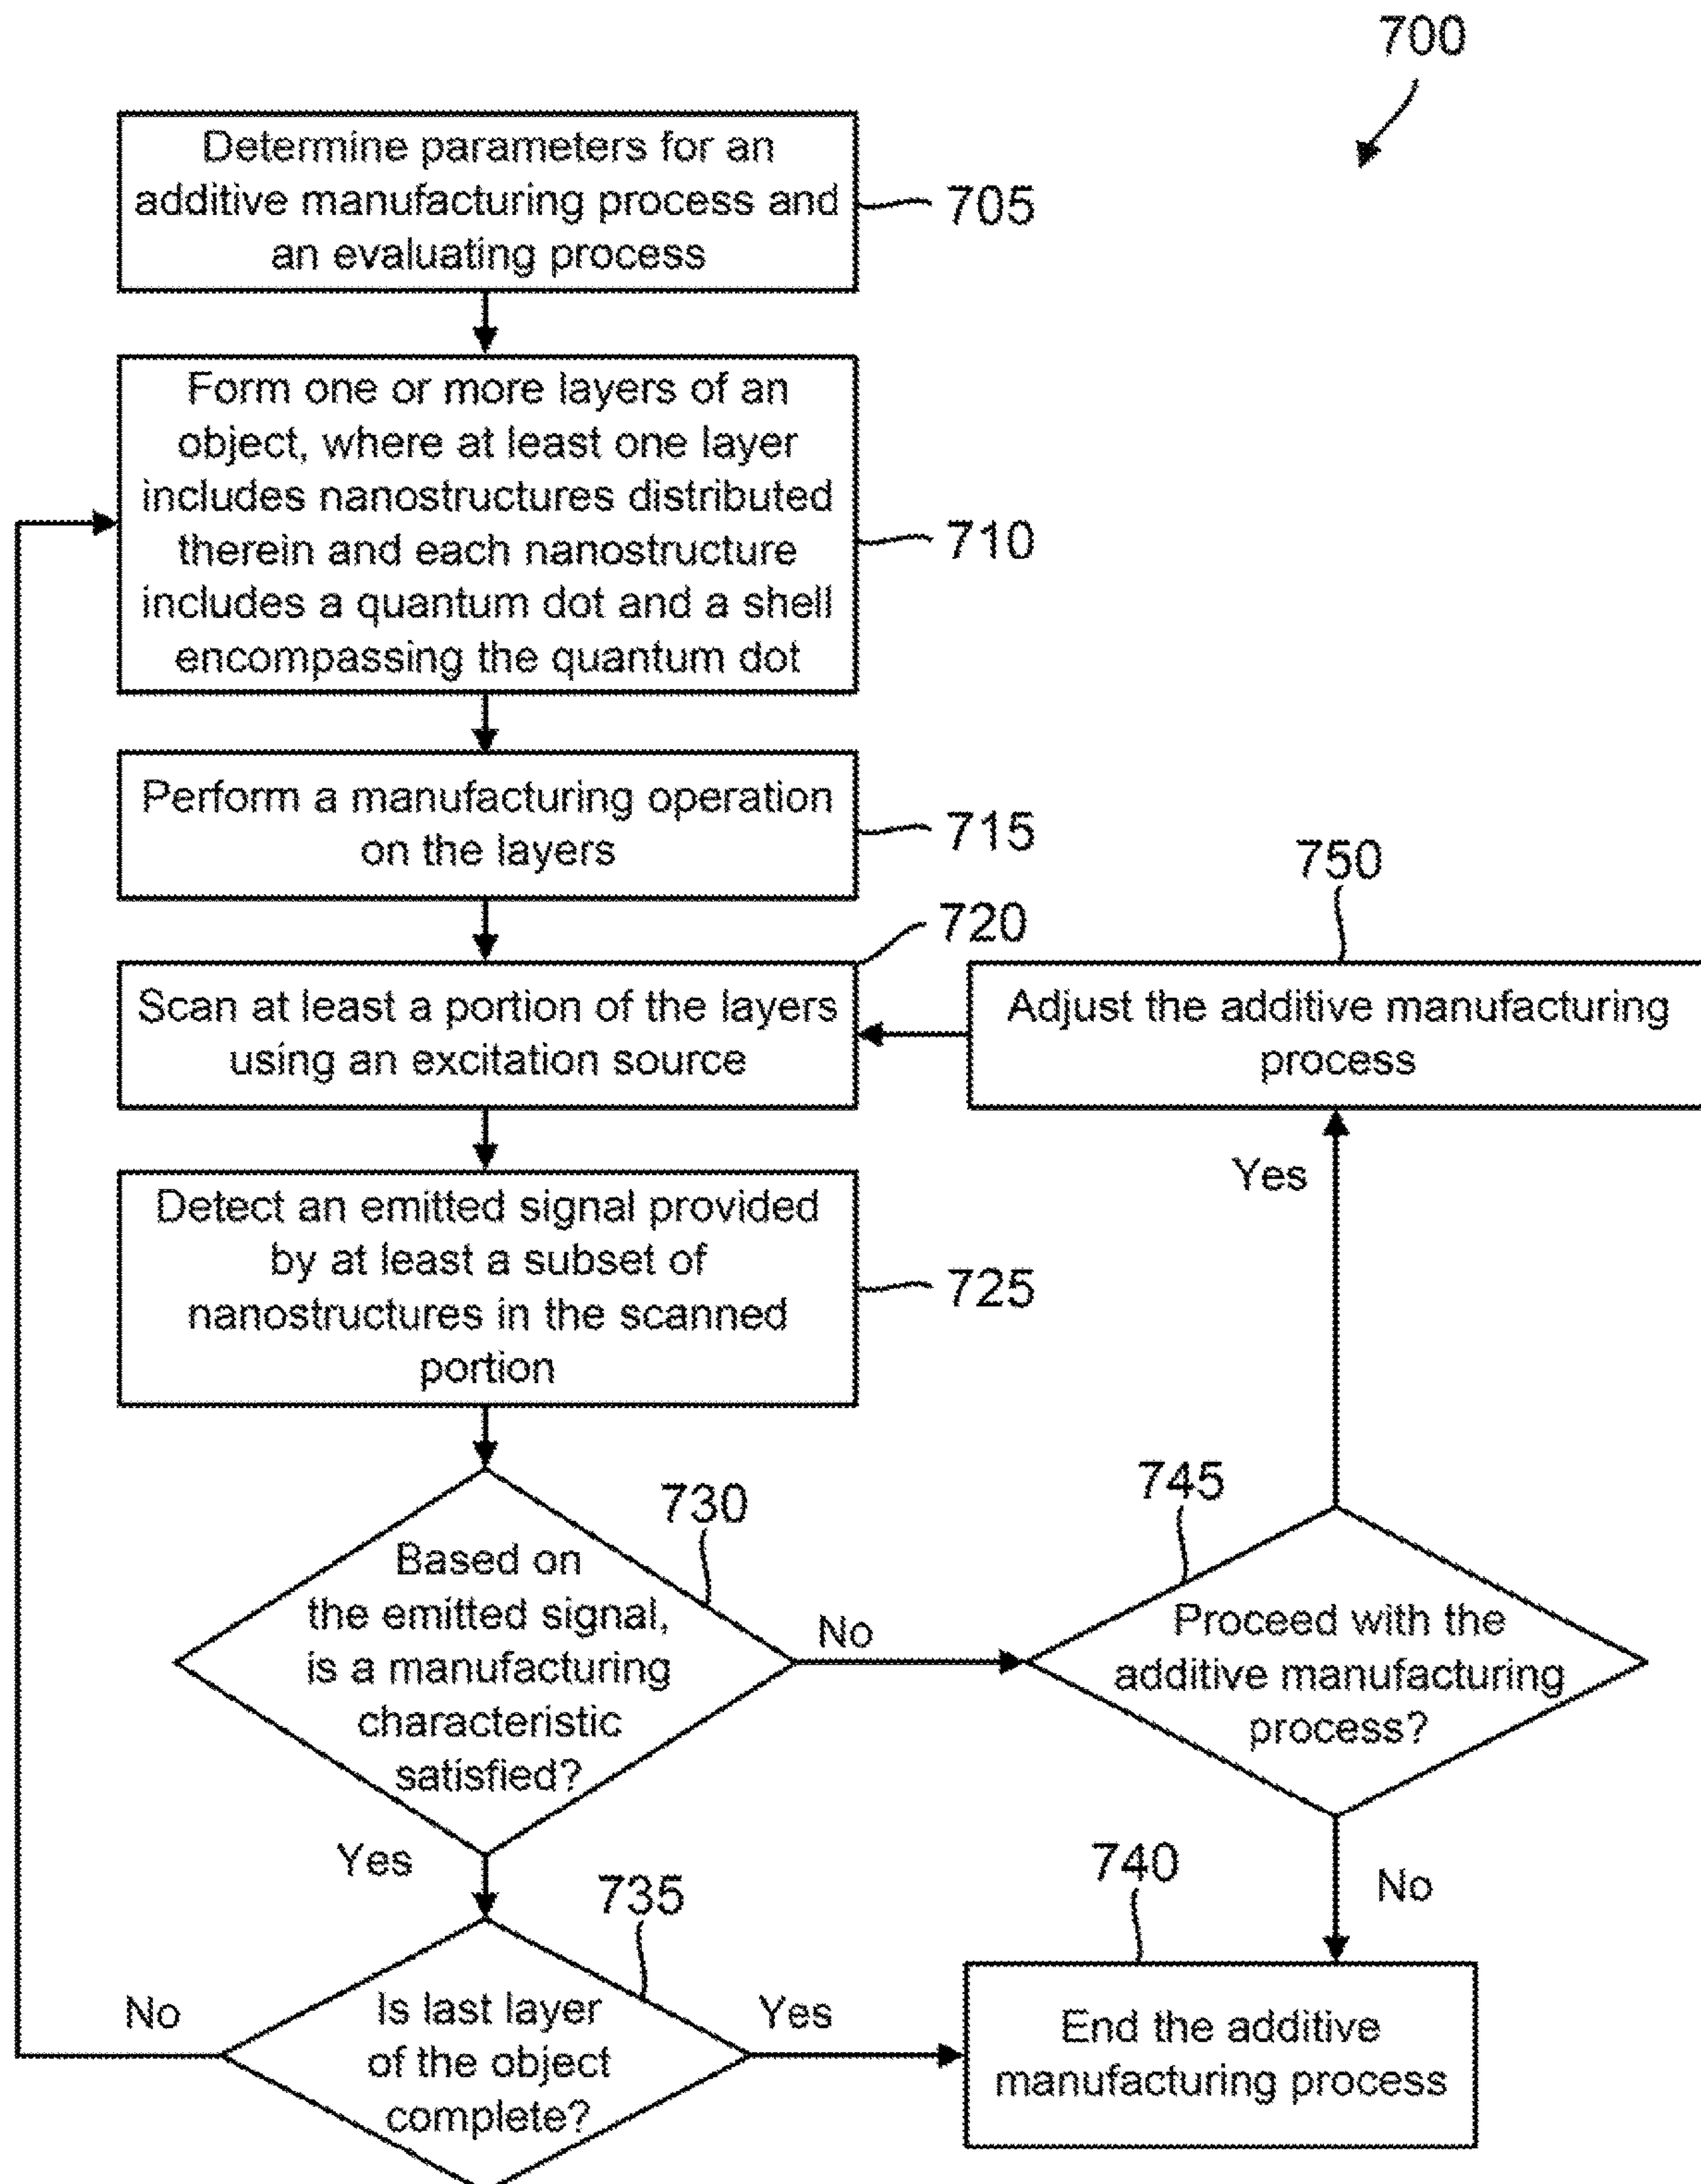 700
Determine parameters for an
additive manufacturing process and
an evaluating process
705
Form one or more layers of an
object, where at least one layer
includes nanostructures distributed
therein and each nanostructure
includes a quantum dot and a shell
encompassing the quantum dot
710
Perform a manufacturing operation
on the layers
715
720
Scan at least a portion of the layers
using an excitation source
750
Adjust the additive manufacturing
process
Detect an emitted signal provided
by at least a subset of
nanostructures in the scanned
portion
725
Yes
730
Based on
the emitted signal,
is a manufacturing
characteristic
satisfied?
No
745
Proceed with the
additive manufacturing
process?
Yes
No
735
Is last layer
of the object
complete?
No
Yes
740
End the additive
manufacturing process